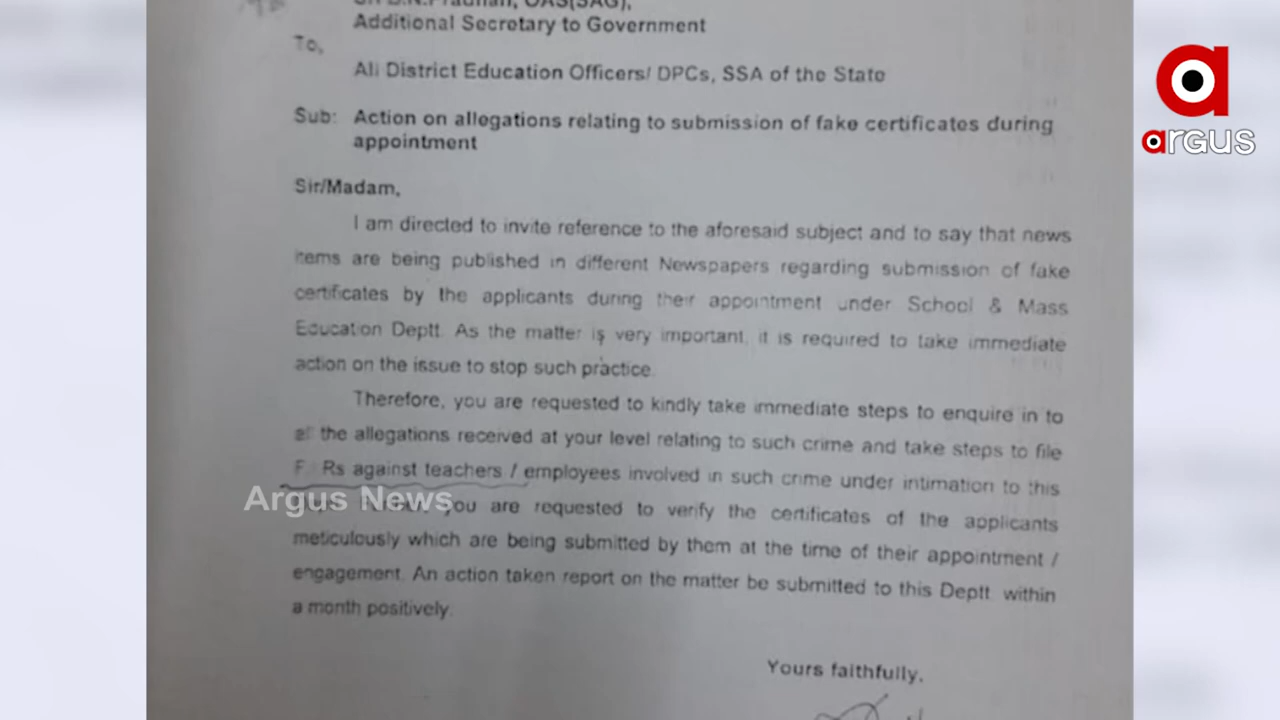 Additional Secretary to Government
To,
All District Education Officers/ DPCs, SSA of the State
Sub: Action on allegations relating to submission of fake certificates during
appointment
Sir/Madam,
I am directed to invite reference to the aforesaid subject and to say that news
items are being published in different Newspapers regarding submission of fake
certificates by the applicants during their appointment under School & Mass
Education Deptt. As the matter is very important, it is required to take immediate
action on the issue to stop such practice.
Therefore, you are requested to kindly take immediate steps to enquire in to
all the allegations received at your level relating to such crime and take steps to file
F.I.Rs against teachers / employees involved in such crime under intimation to this
you are requested to verify the certificates of the applicants
meticulously which are being submitted by them at the time of their appointment /
engagement. An action taken report on the matter be submitted to this Deptt. within
a month positively.
Yours faithfully,
Argus News
argus